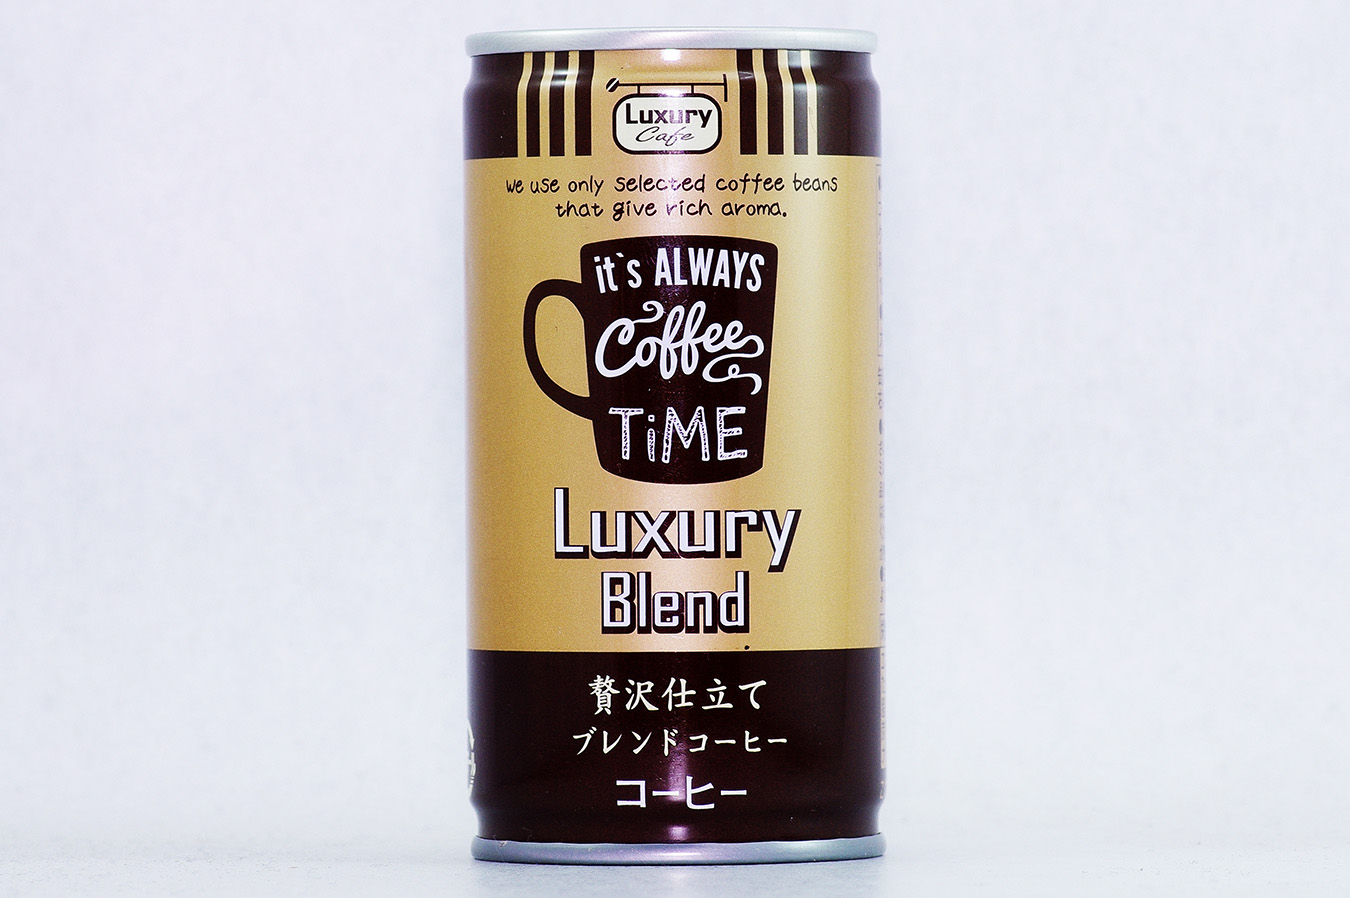 Luxury
Cafe
we use only selected coffee beans
that give rich aroma.
it`s ALWAYS
Coffee
TiME
Luxury
Blend
贅沢仕立て
ブレンドコーヒー
コーヒー